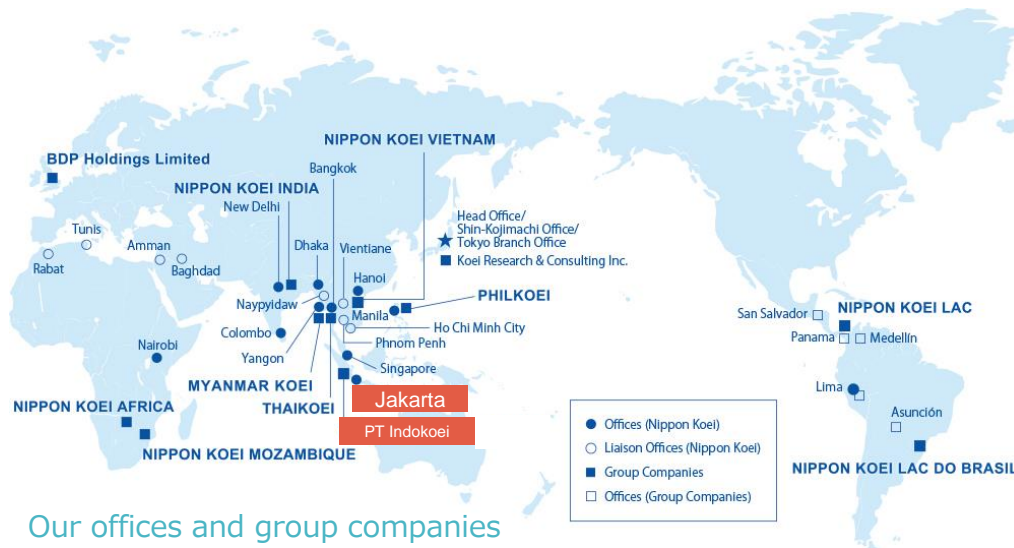 NIPPON KOEI VIETNAM
BDP Holdings Limited
Bangkok
NIPPON KOEI INDIA
New Delhi
Tunis
Amman
Dhaka
Vientiane
Head Office/
Shin-Kojimachi Office/
Tokyo Branch Office
Koei Research & Consulting Inc.
Rabat
Baghdad
Hanoi
Naypyidaw
PHILKOEI
Manila
Colombo
Ho Chi Minh City
Yangon
Phnom Penh
Nairobi
Singapore
MYANMAR KOEI
Jakarta
NIPPON KOEI AFRICA
THAIKOEI
PT Indokoei
NIPPON KOEI MOZAMBIQUE
San Salvador
NIPPON KOEI LAC
Panama
Medellín
Lima
Asunción
NIPPON KOEI LAC DO BRASIL
Offices (Nippon Koei)
Liaison Offices (Nippon Koei)
Group Companies
Offices (Group Companies)
Our offices and group companies